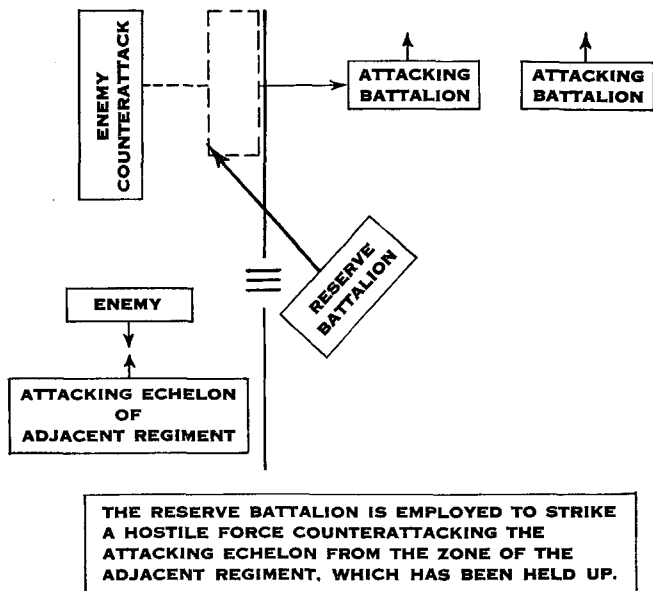 ENEMY
COUNTERATTACK
ATTACKING
BATTALION
ATTACKING
BATTALION
RESERVE
BATTALION
ENEMY
ATTACKING ECHELON
OF
ADJACENT REGIMENT
THE RESERVE BATTALION IS EMPLOYED TO STRIKE
A HOSTILE FORCE COUNTERATTACKING THE
ATTACKING ECHELON FROM THE ZONE OF THE
ADJACENT REGIMENT, WHICH HAS BEEN HELD UP.